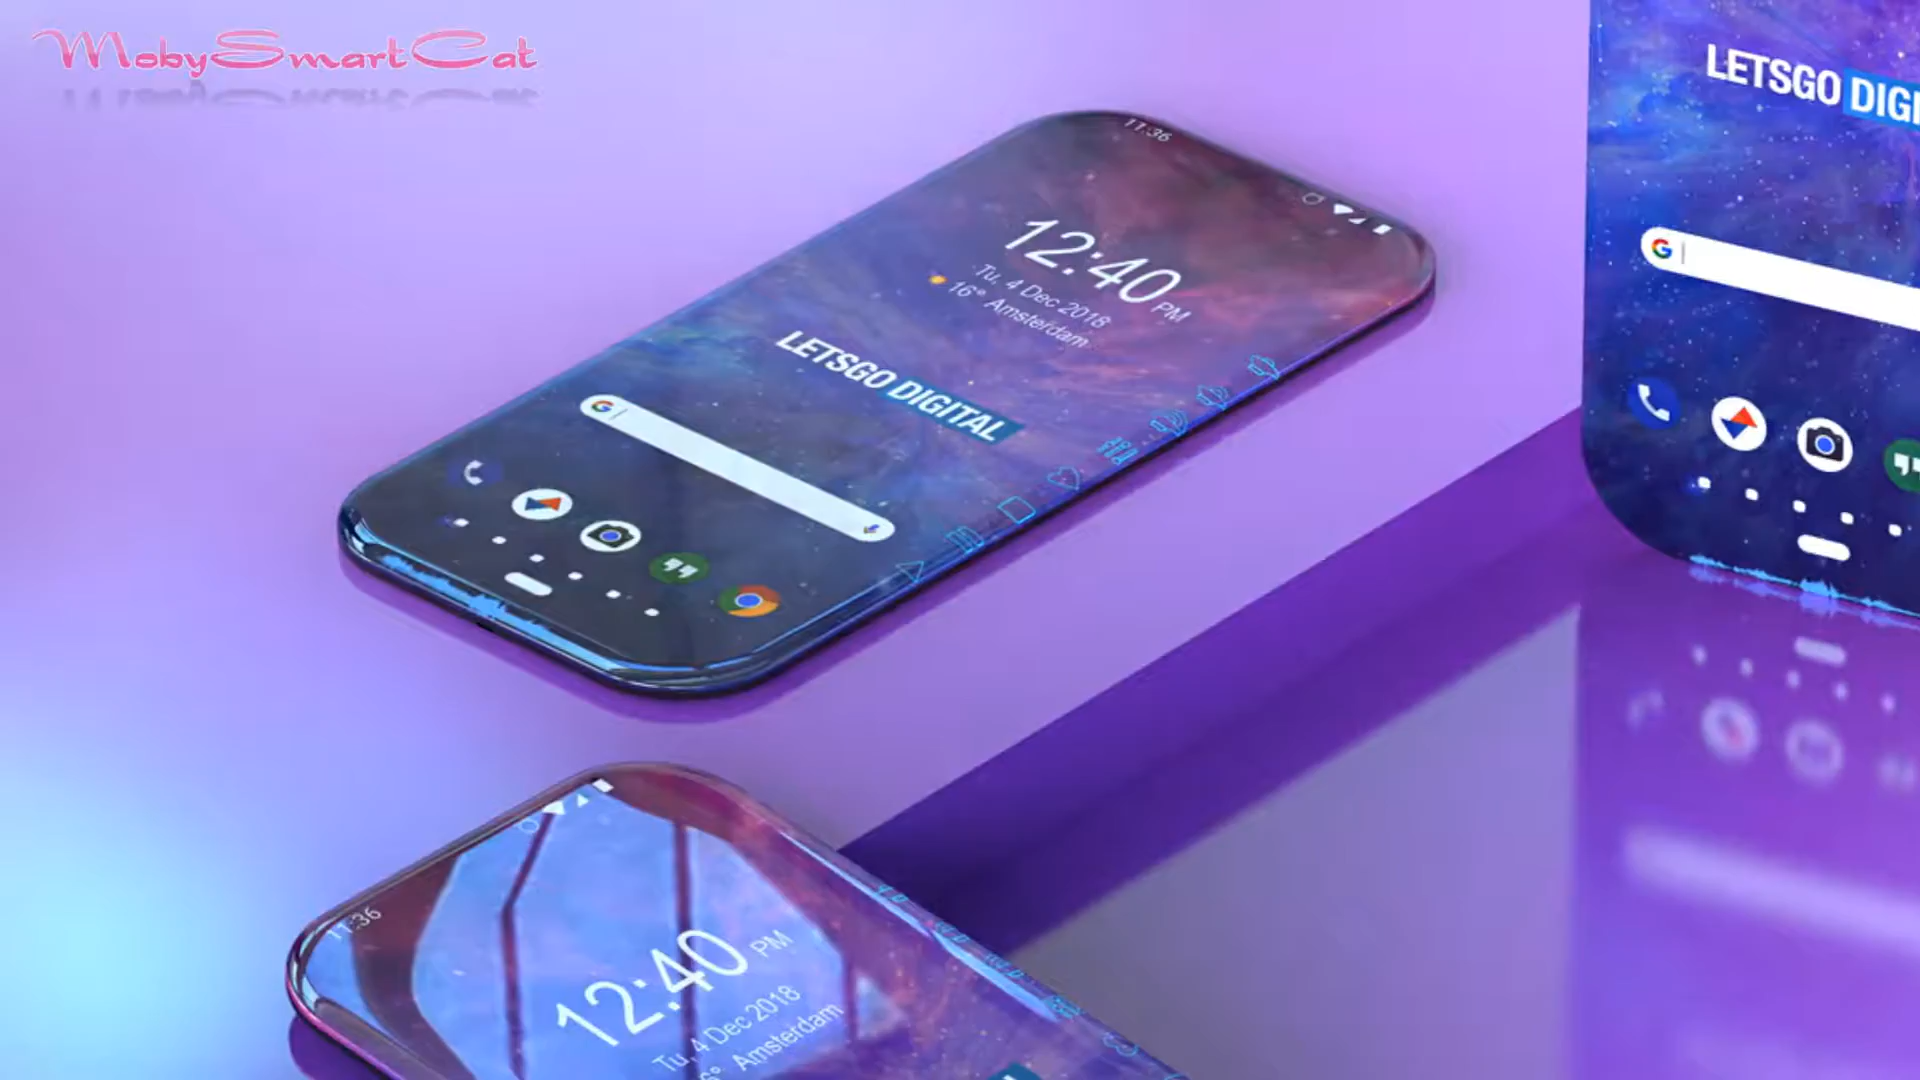 MobySmartCat
11:36
12:40 PM
Tu, 4 Dec 2018
16° Amsterdam
LETSGO DIGITAL
LETSGO DIGI
11:36
12:40 PM
Tu, 4 Dec 2018
6° Amsterdam